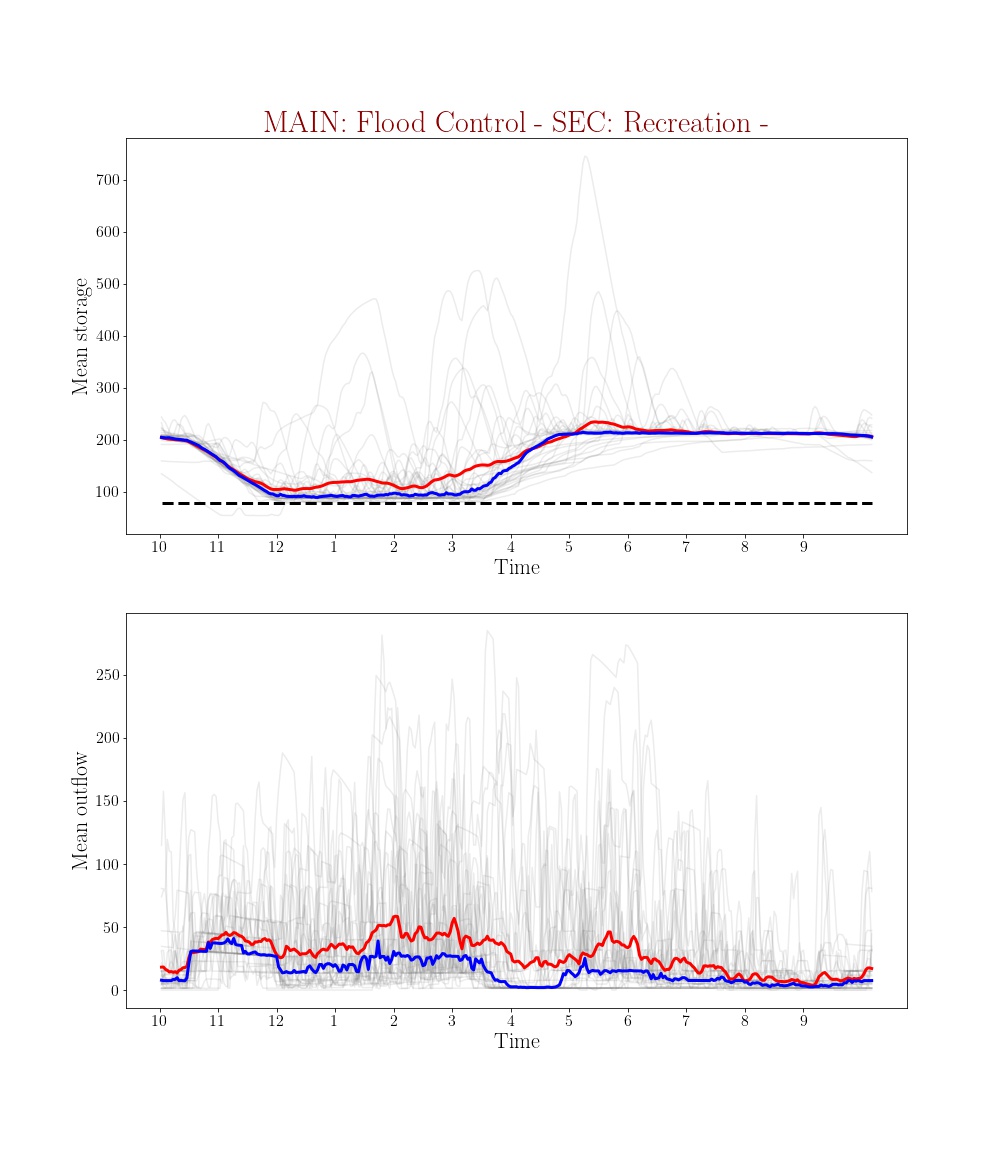 MAIN: Flood Control - SEC: Recreation -
Mean storage
700
600
500
400
300
200
100
10 11 12 1 2 3 4 5 6 7 8 9
Time
Mean outflow
250
200
150
100
50
0
10 11 12 1 2 3 4 5 6 7 8 9
Time